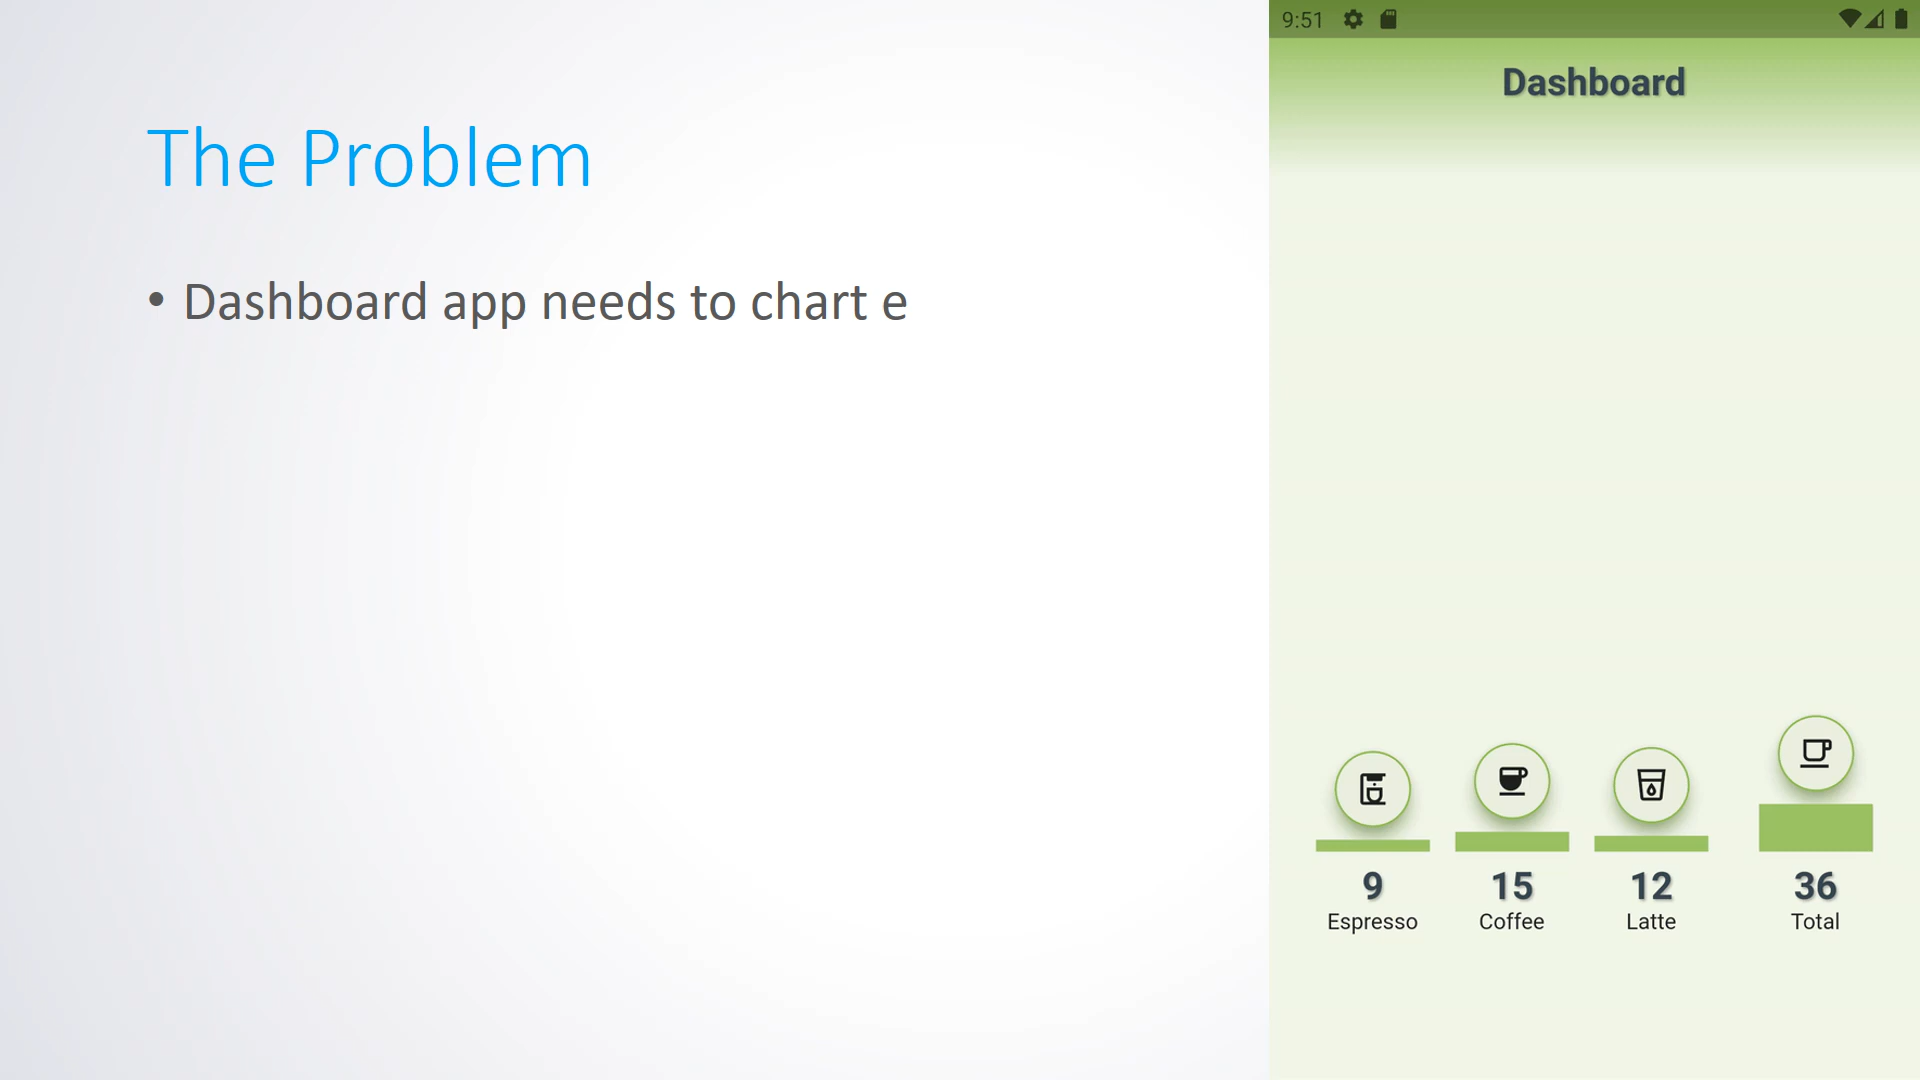 The Problem
• Dashboard app needs to chart e
9:51
Dashboard
9 15 12 36
Espresso Coffee Latte Total